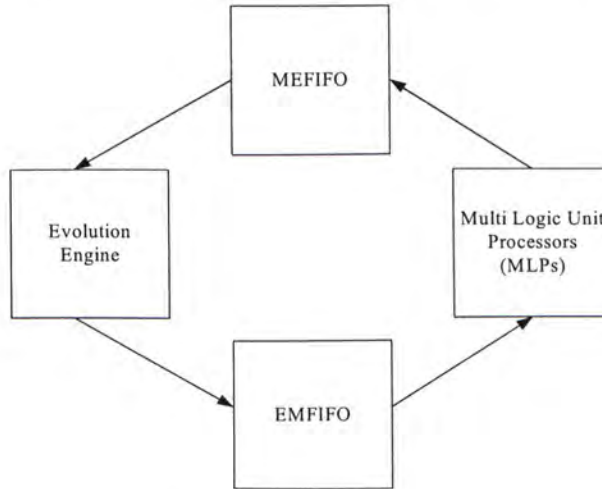 MEFIFO
Evolution
Engine
Multi Logic Unit
Processors
(MLPs)
EMFIFO